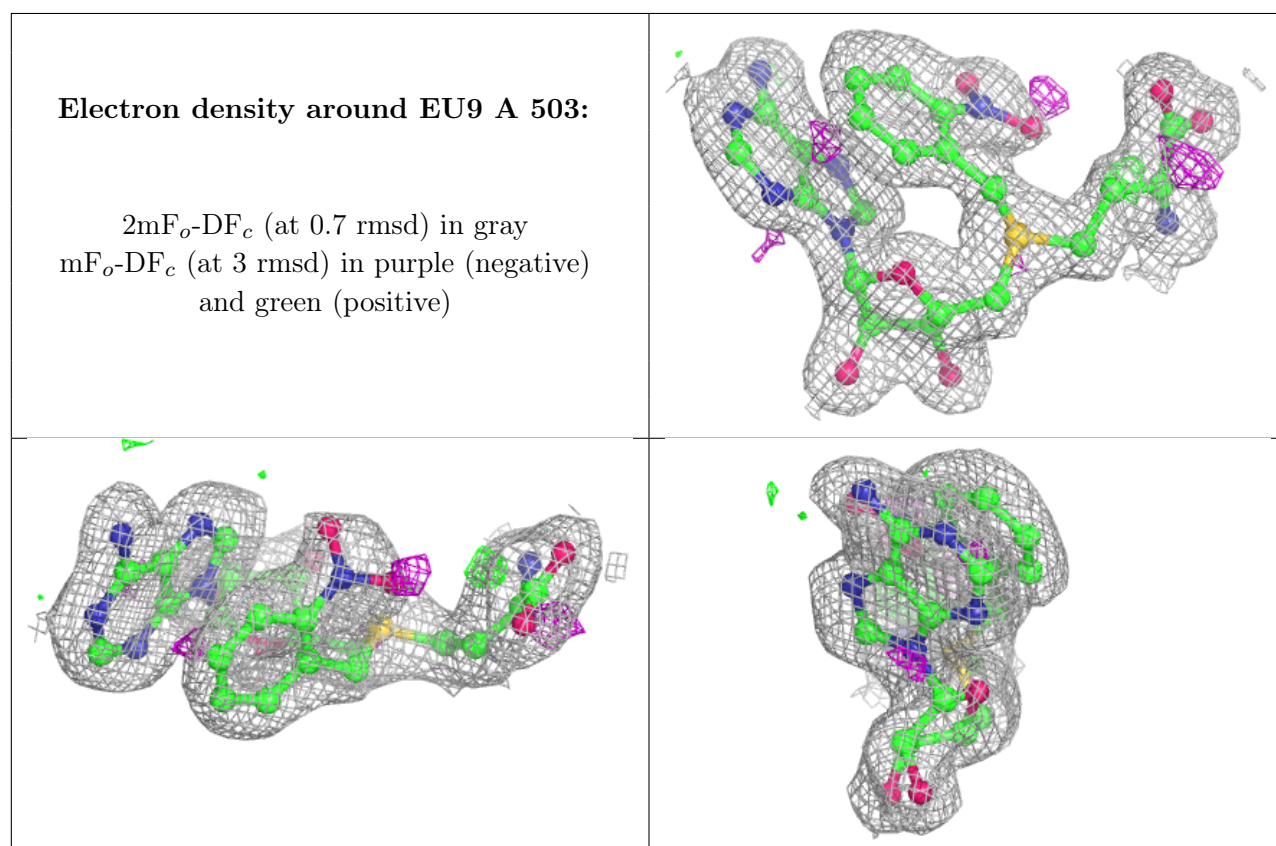 Electron density around EU9 A 503:
2mFo-DFc (at 0.7 rmsd) in gray
mFo-DFc (at 3 rmsd) in purple (negative)
and green (positive)